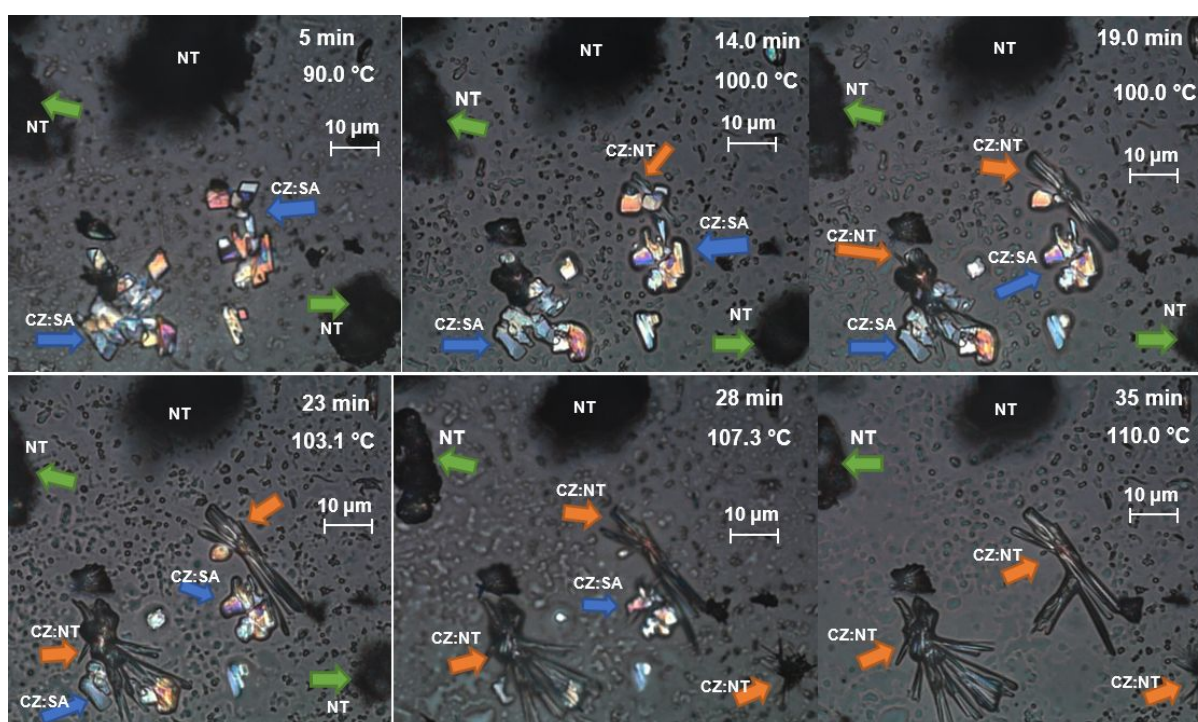 NT
5 min
90.0 °C
NT
10 µm
CZ:SA
NT
CZ:SA
NT
14.0 min
100.0 °C
NT
10 µm
CZ:NT
CZ:SA
NT
CZ:SA
NT
19.0 min
100.0 °C
NT
CZ:NT
10 µm
CZ:NT
CZ:SA
NT
CZ:SA
NT
23 min
103.1 °C
NT
10 µm
CZ:SA
CZ:NT
CZ:SA
NT
NT
28 min
107.3 °C
NT
CZ:NT
10 µm
CZ:SA
CZ:NT
CZ:NT
NT
35 min
110.0 °C
NT
10 µm
CZ:NT
CZ:NT
CZ:NT